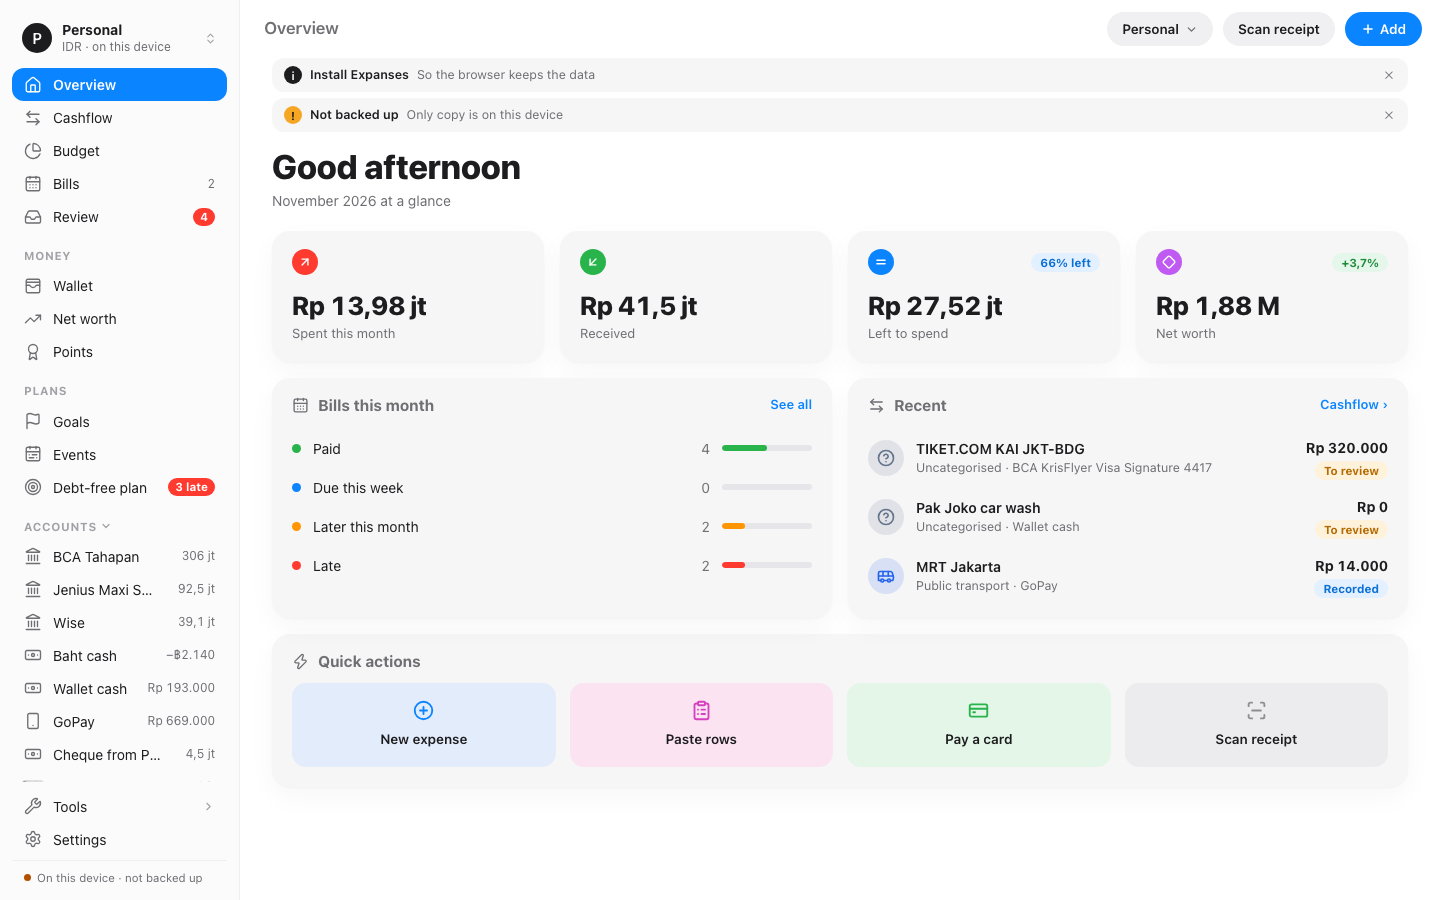 P
Personal
IDR · on this device
Overview
Cashflow
Budget
Bills 2
Review 4
MONEY
Wallet
Net worth
Points
PLANS
Goals
Events
Debt-free plan 3 late
ACCOUNTS
BCA Tahapan 306 jt
Jenius Maxi S... 92,5 jt
Wise 39,1 jt
Baht cash −฿2.140
Wallet cash Rp 193.000
GoPay Rp 669.000
Cheque from P... 4,5 jt
Tools
Settings
On this device · not backed up
Overview
Personal
Scan receipt
+ Add
Install Expanses So the browser keeps the data
Not backed up Only copy is on this device
Good afternoon
November 2026 at a glance
Rp 13,98 jt
Spent this month
Rp 41,5 jt
Received
66% left
Rp 27,52 jt
Left to spend
+3,7%
Rp 1,88 M
Net worth
Bills this month See all
Paid 4
Due this week 0
Later this month 2
Late 2
Recent Cashflow ›
TIKET.COM KAI JKT-BDG Rp 320.000
Uncategorised · BCA KrisFlyer Visa Signature 4417 To review
Pak Joko car wash Rp 0
Uncategorised · Wallet cash To review
MRT Jakarta Rp 14.000
Public transport · GoPay Recorded
Quick actions
New expense
Paste rows
Pay a card
Scan receipt